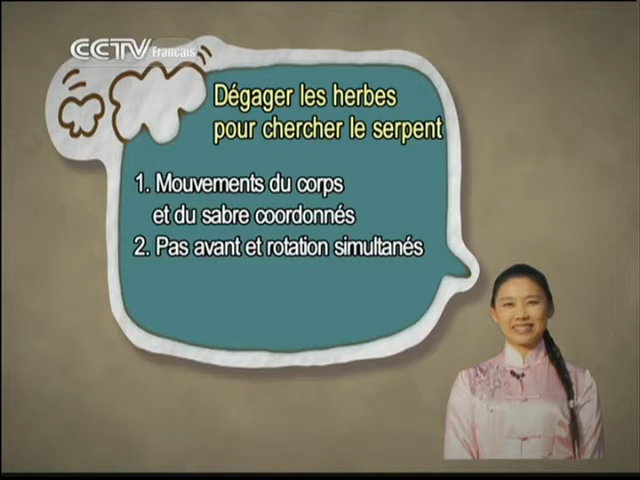 CCTV Français
Dégager les herbes
pour chercher le serpent
1. Mouvements du corps
et du sabre coordonnés
2. Pas avant et rotation simultanés